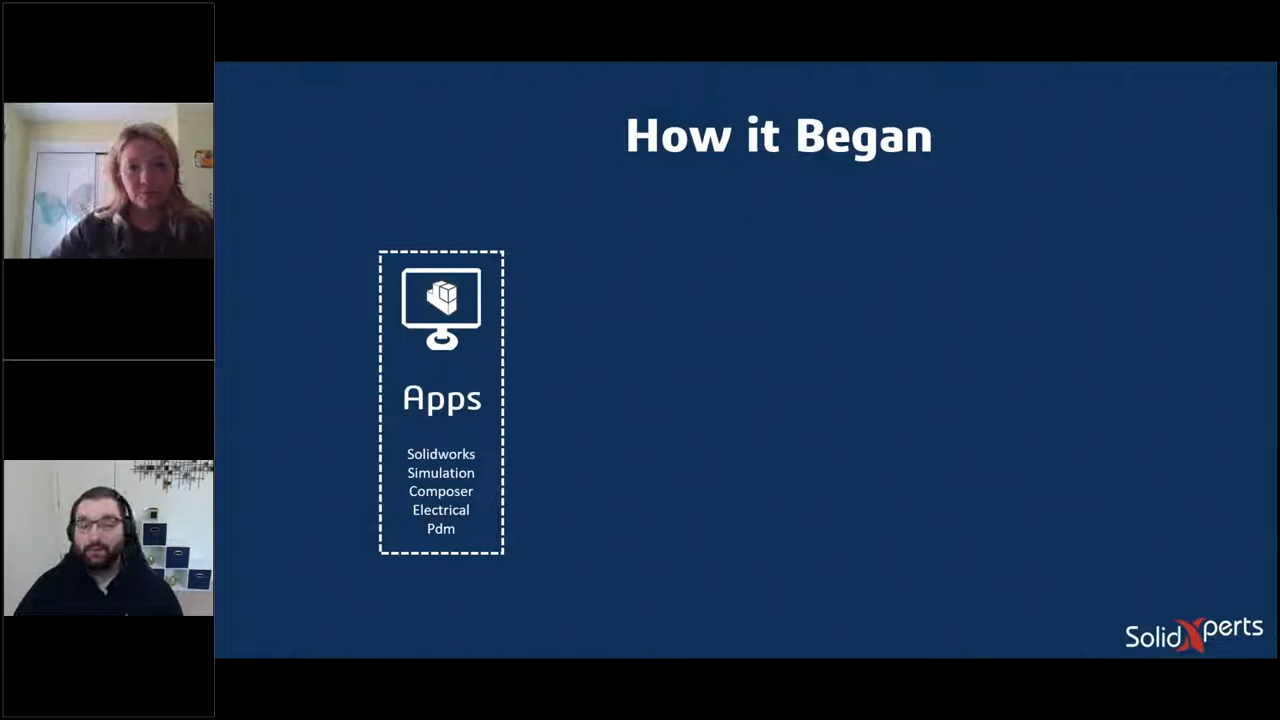 How it Began
Apps
Solidworks
Simulation
Composer
Electrical
Pdm
SolidXperts